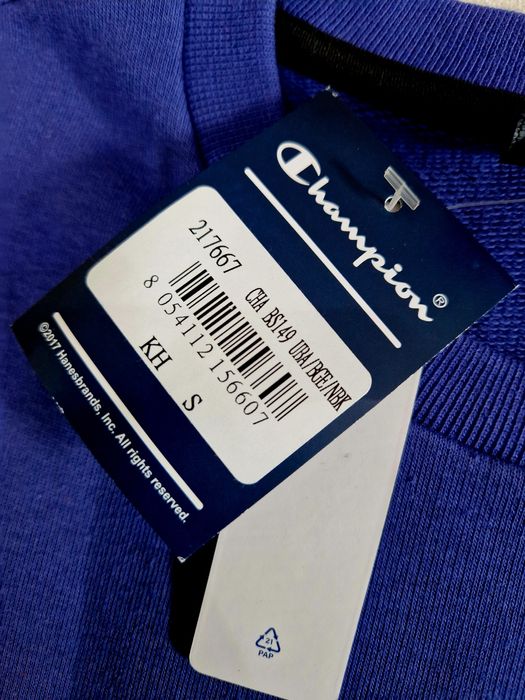 Champion®
217667 CHA BS149 UBA/BGE/NBK
8 054112 156607
KH S
©2017 Hanesbrands, Inc. All rights reserved.
21
PAP